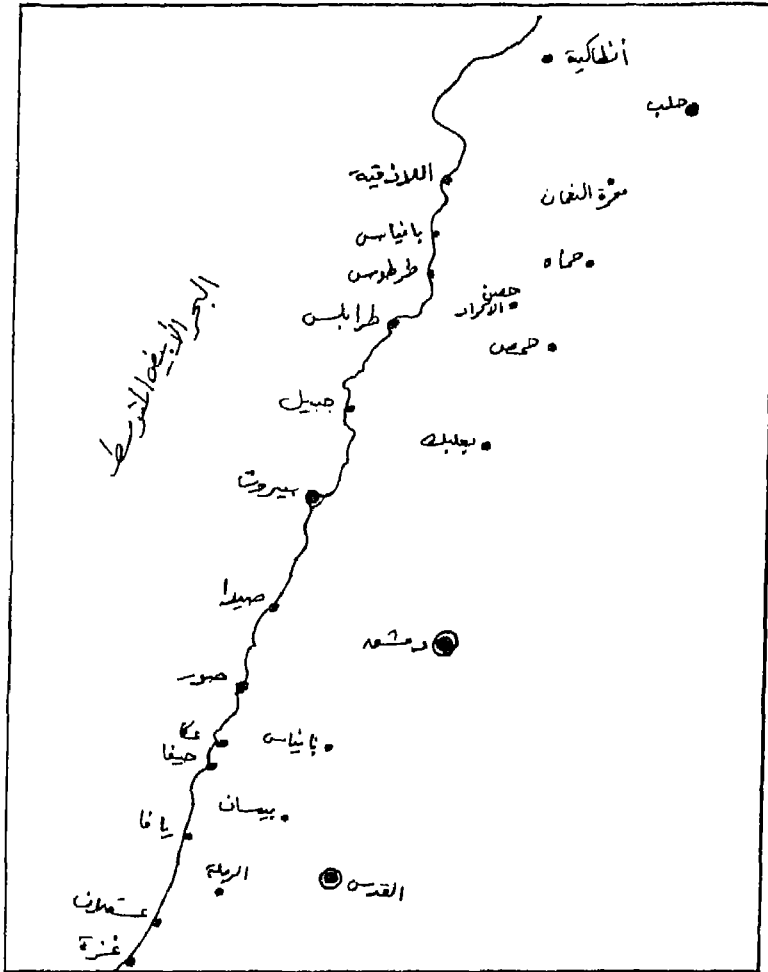 أنطاكية
حلب
اللاذقية
معرة النعمان
بانياس
حماه
طرطوس
حصن
الأكراد
طرابلس
حمص
جبيل
بعلبك
بيروت
البحر الأبيض المتوسط
صيدا
دمشق
صور
عكا
بانياس
حيفا
بيسان
يافا
الرملة
القدس
عسقلان
غزة